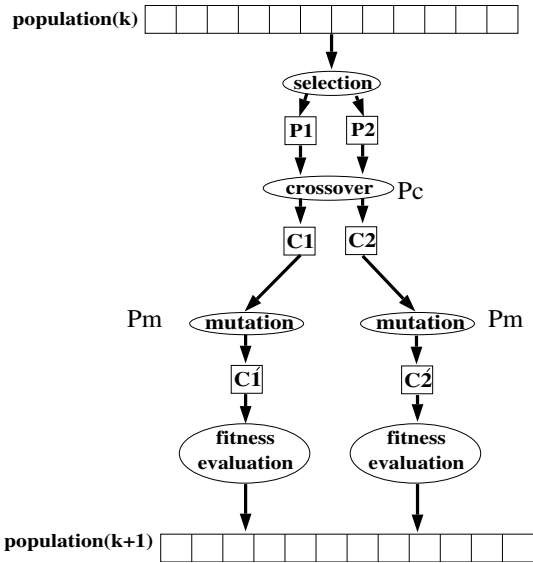 population(k)
selection
P1 P2
crossover Pc
C1 C2
Pm mutation mutation Pm
C1́ C2́
fitness evaluation
fitness evaluation
population(k+1)